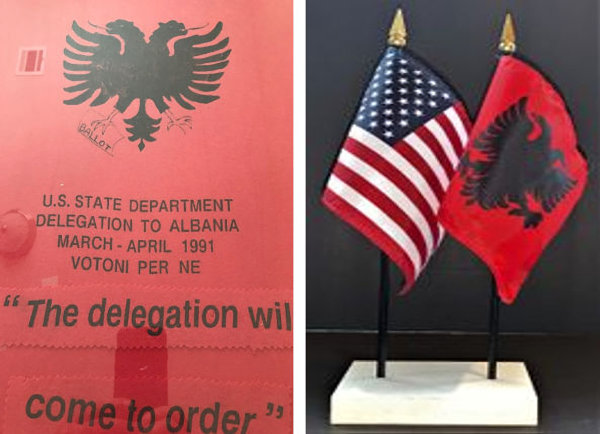 BALLOT
U.S. STATE DEPARTMENT
DELEGATION TO ALBANIA
MARCH - APRIL 1991
VOTONI PER NE
“The delegation wil
come to order”